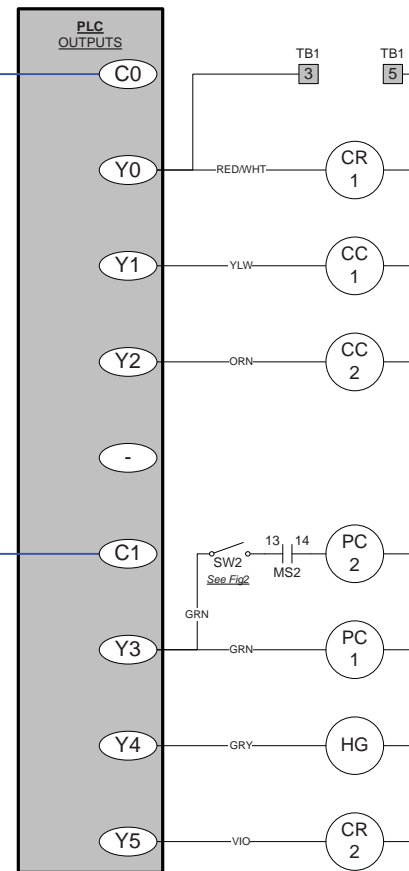 PLC
OUTPUTS
C0
TB1
3
TB1
5
Y0
RED/WHT
CR
1
Y1
YLW
CC
1
Y2
ORN
CC
2
-
C1
SW2
See Fig2
13
14
MS2
PC
2
GRN
Y3
GRN
PC
1
Y4
GRY
HG
Y5
VIO
CR
2